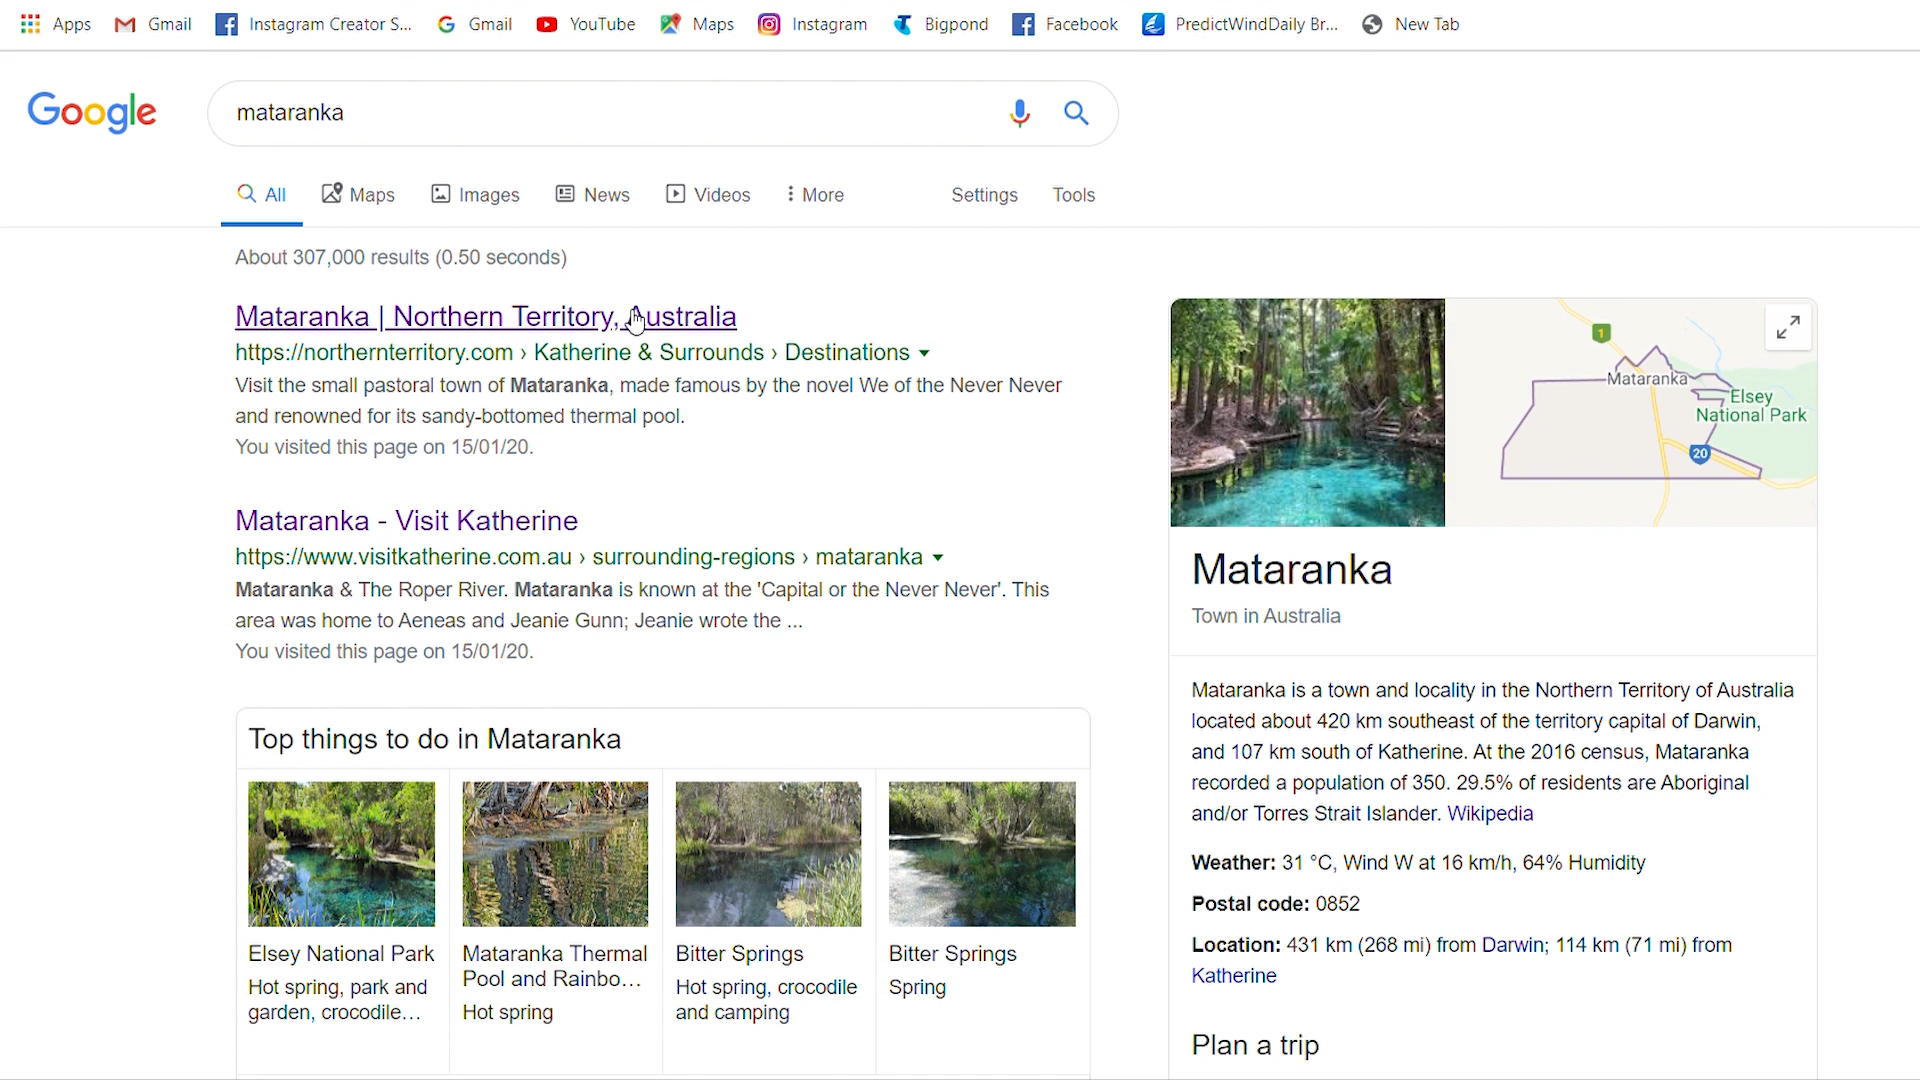 Apps Gmail Instagram Creator S... Gmail YouTube Maps Instagram Bigpond Facebook PredictWindDaily Br... New Tab
Google
mataranka
All Maps Images News Videos More Settings Tools
About 307,000 results (0.50 seconds)
Mataranka | Northern Territory, Australia
https://northernterritory.com › Katherine & Surrounds › Destinations
Visit the small pastoral town of Mataranka, made famous by the novel We of the Never Never
and renowned for its sandy-bottomed thermal pool.
You visited this page on 15/01/20.
Mataranka - Visit Katherine
https://www.visitkatherine.com.au › surrounding-regions › mataranka
Mataranka & The Roper River. Mataranka is known at the 'Capital or the Never Never'. This
area was home to Aeneas and Jeanie Gunn; Jeanie wrote the ...
You visited this page on 15/01/20.
Top things to do in Mataranka
Elsey National Park
Hot spring, park and
garden, crocodile...
Mataranka Thermal
Pool and Rainbo...
Hot spring
Bitter Springs
Hot spring, crocodile
and camping
Bitter Springs
Spring
1
Mataranka
Elsey
National Park
20
Mataranka
Town in Australia
Mataranka is a town and locality in the Northern Territory of Australia
located about 420 km southeast of the territory capital of Darwin,
and 107 km south of Katherine. At the 2016 census, Mataranka
recorded a population of 350. 29.5% of residents are Aboriginal
and/or Torres Strait Islander. Wikipedia
Weather: 31 °C, Wind W at 16 km/h, 64% Humidity
Postal code: 0852
Location: 431 km (268 mi) from Darwin; 114 km (71 mi) from
Katherine
Plan a trip